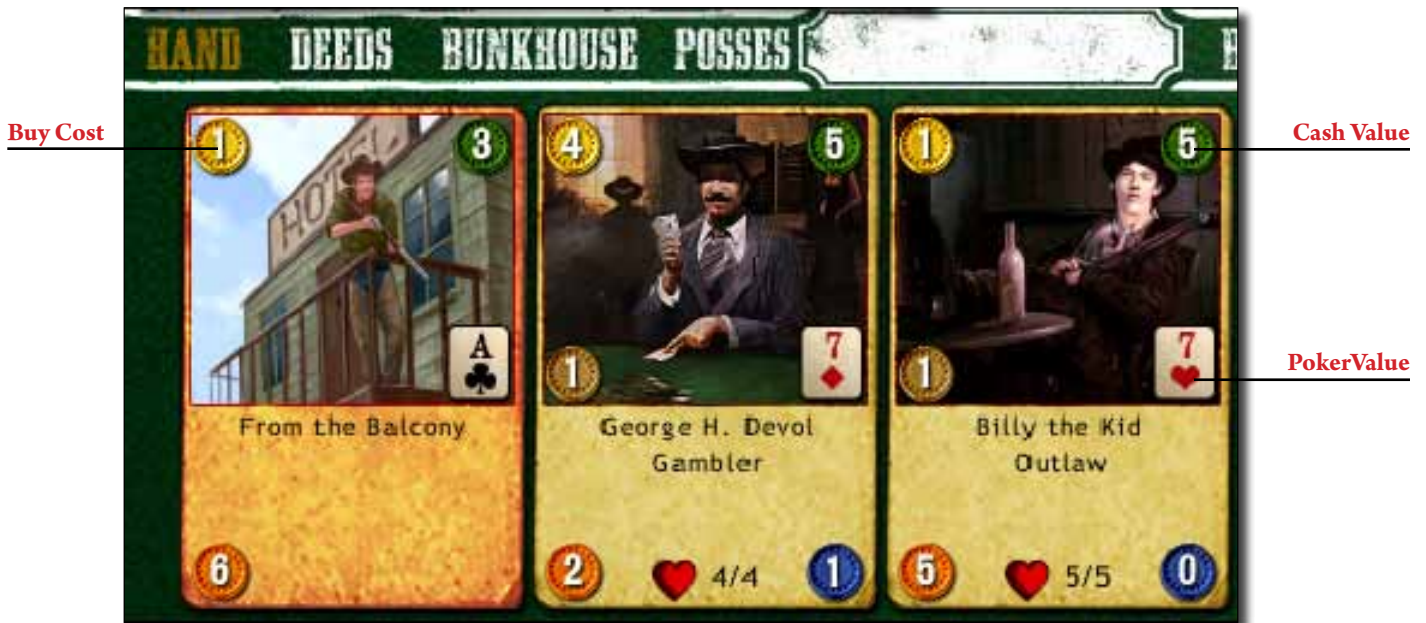 HAND DEEDS BUNKHOUSE POSSES
Buy Cost
Cash Value
1 3
4 5
1 5
HOTEL
A
1 7
1 7
PokerValue
From the Balcony
George H. Devol
Gambler
Billy the Kid
Outlaw
6
2 4/4 1
5 5/5 0